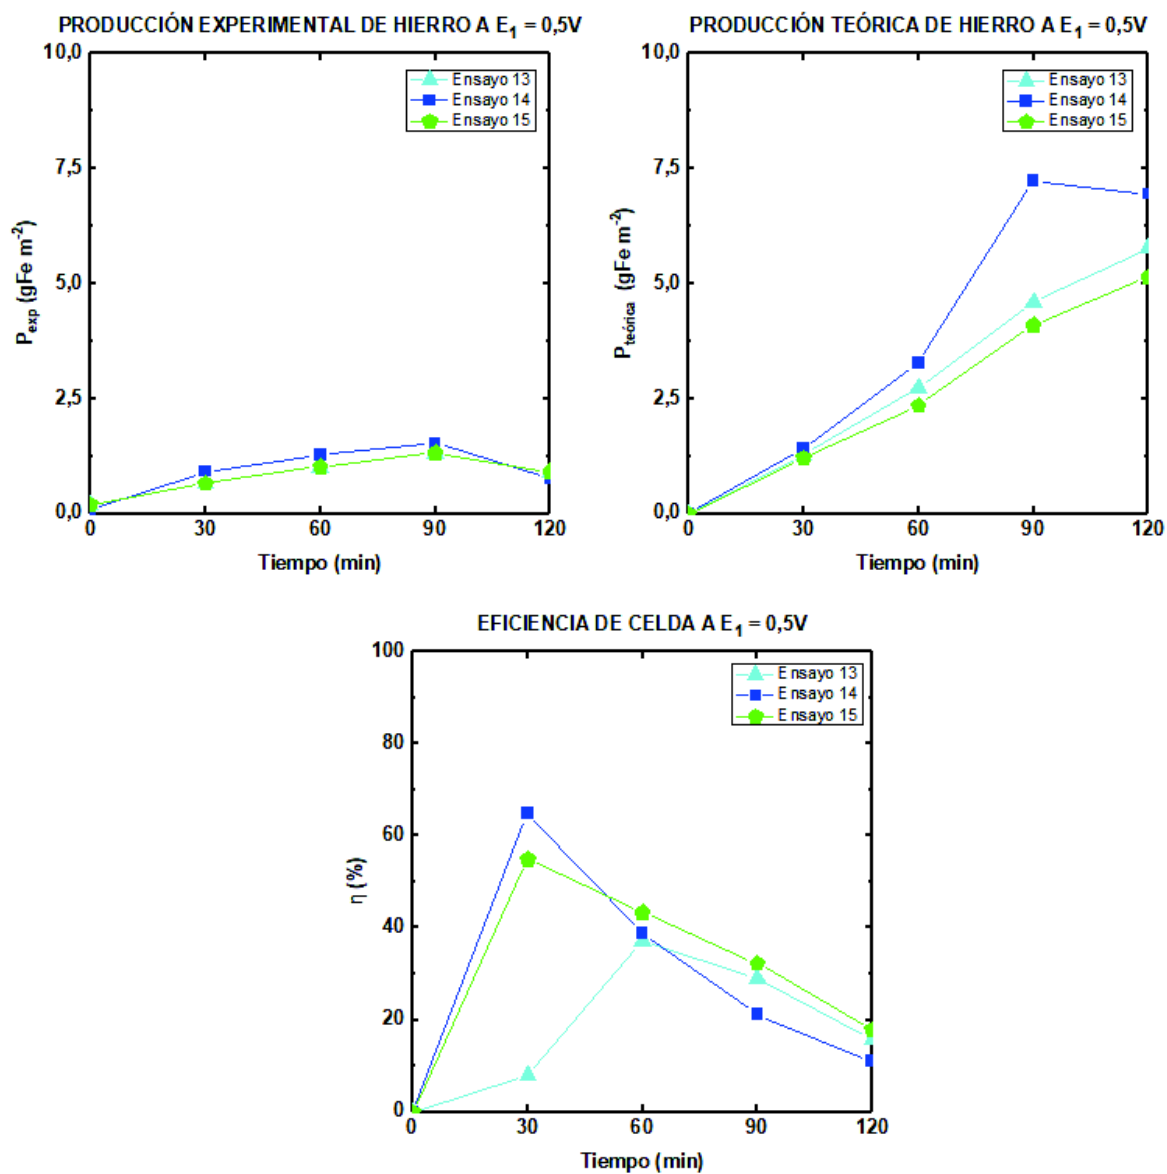 PRODUCCIÓN EXPERIMENTAL DE HIERRO A E1 = 0,5V
10,0
7,5
5,0
2,5
0,0
Pexp (gFe m-2)
Ensayo 13
Ensayo 14
Ensayo 15
0 30 60 90 120
Tiempo (min)
PRODUCCIÓN TEÓRICA DE HIERRO A E1 = 0,5V
10,0
7,5
5,0
2,5
0,0
Pteórica (gFe m-2)
Ensayo 13
Ensayo 14
Ensayo 15
0 30 60 90 120
Tiempo (min)
EFICIENCIA DE CELDA A E1 = 0,5V
100
80
60
40
20
0
η (%)
Ensayo 13
Ensayo 14
Ensayo 15
0 30 60 90 120
Tiempo (min)